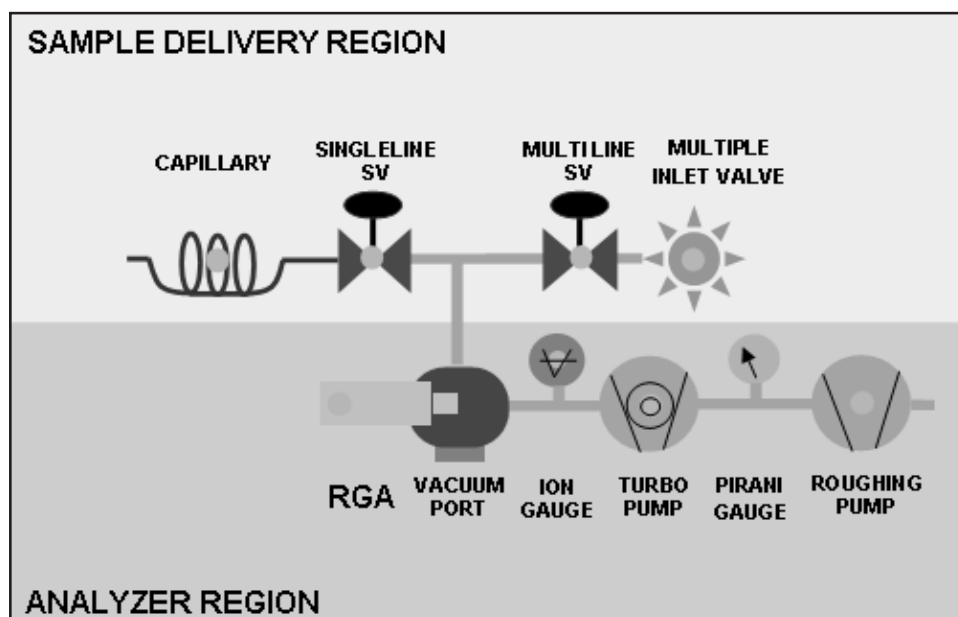 SAMPLE DELIVERY REGION
CAPILLARY
SINGLELINE
SV
MULTILINE
SV
MULTIPLE
INLET VALVE
RGA
VACUUM
PORT
ION
GAUGE
TURBO
PUMP
PIRANI
GAUGE
ROUGHING
PUMP
ANALYZER REGION